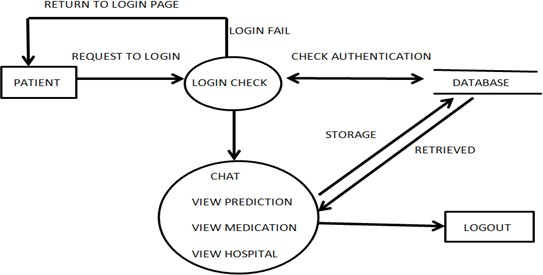 RETURN TO LOGIN PAGE
LOGIN FAIL
REQUEST TO LOGIN
CHECK AUTHENTICATION
PATIENT
LOGIN CHECK
DATABASE
STORAGE
RETRIEVED
CHAT
VIEW PREDICTION
VIEW MEDICATION
VIEW HOSPITAL
LOGOUT